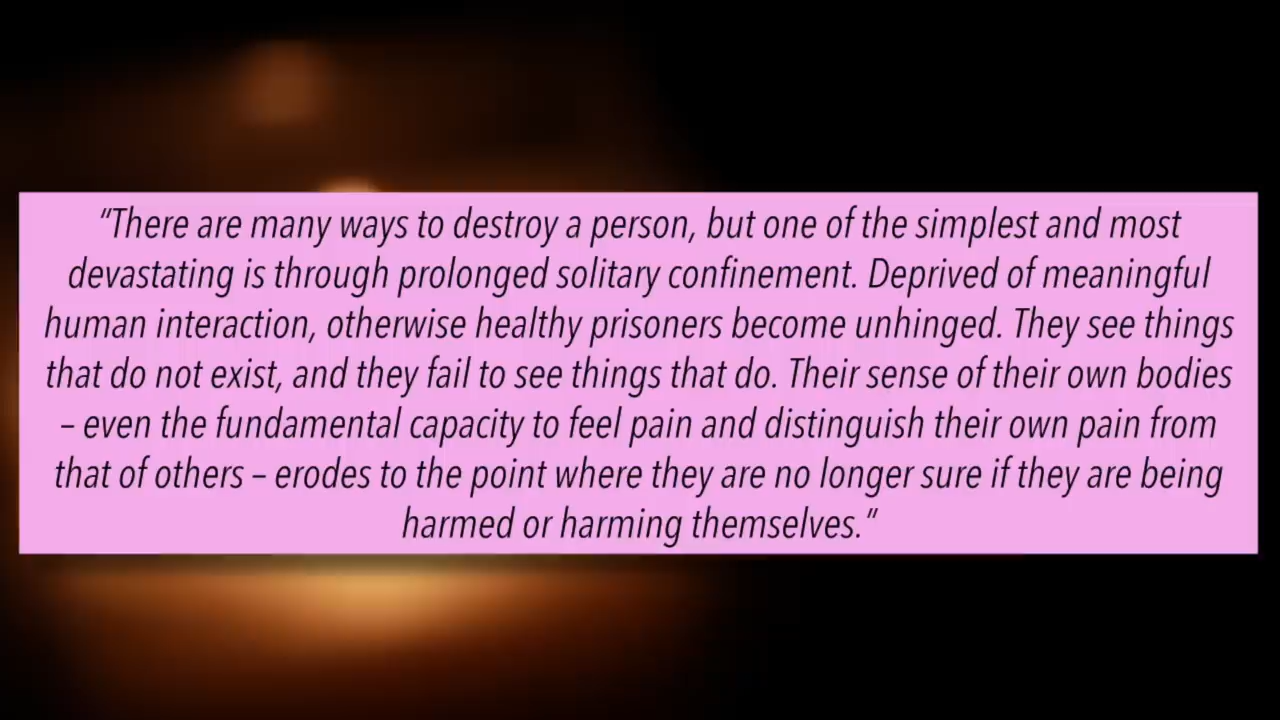 “There are many ways to destroy a person, but one of the simplest and most
devastating is through prolonged solitary confinement. Deprived of meaningful
human interaction, otherwise healthy prisoners become unhinged. They see things
that do not exist, and they fail to see things that do. Their sense of their own bodies
– even the fundamental capacity to feel pain and distinguish their own pain from
that of others – erodes to the point where they are no longer sure if they are being
harmed or harming themselves.”